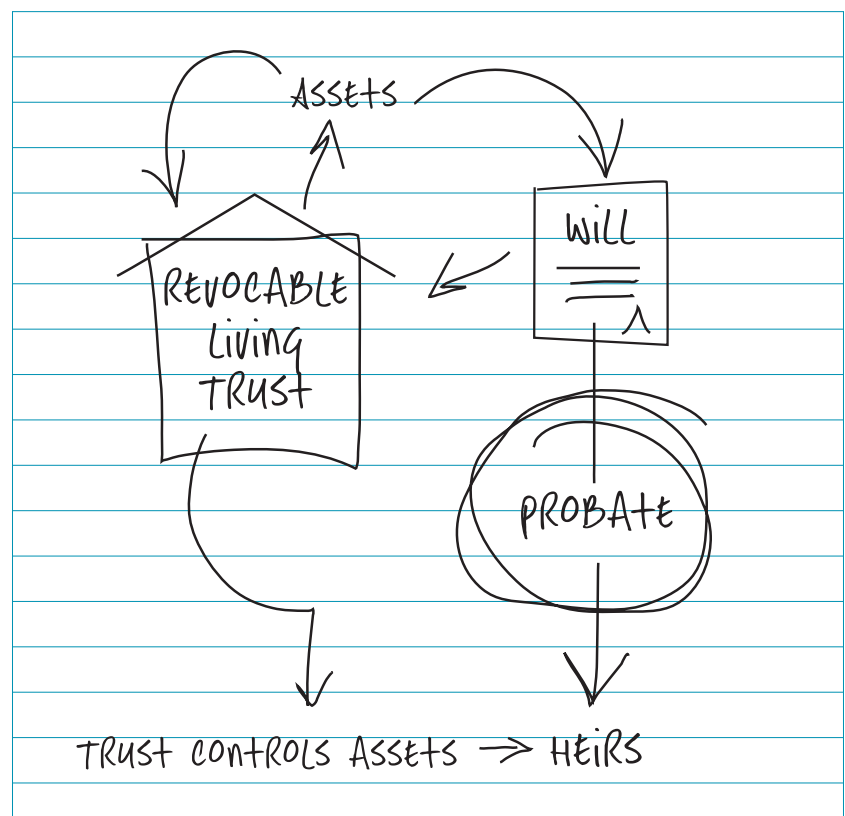 ASSETS
WILL
REVOCABLE
Living
TRUST
PROBATE
TRUST CONTROLS ASSETS → HEIRS